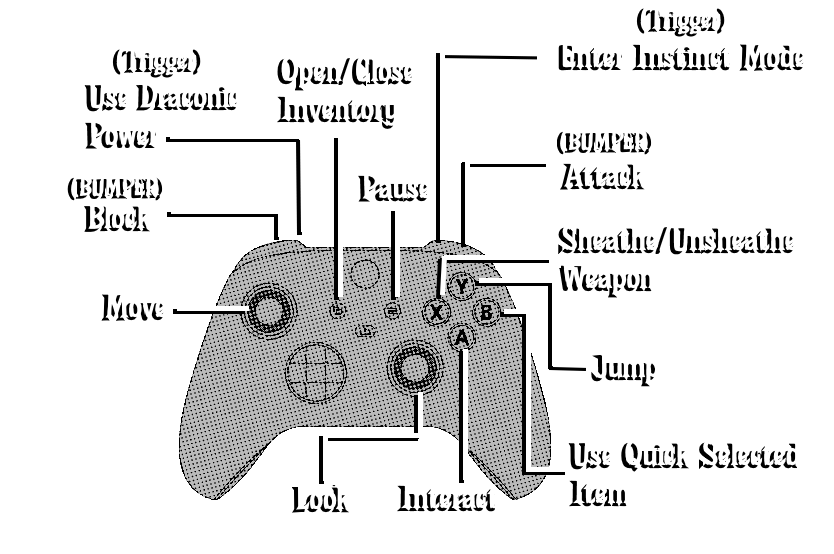 (Trigger)
Enter Instinct Mode
(Trigger)
Use Draconic
Power
Open/Close
Inventory
(BUMPER)
Attack
(BUMPER)
Block
Pause
Sheathe/Unsheathe
Weapon
Move
Y
X
B
A
Jump
Use Quick Selected
Item
Look
Interact